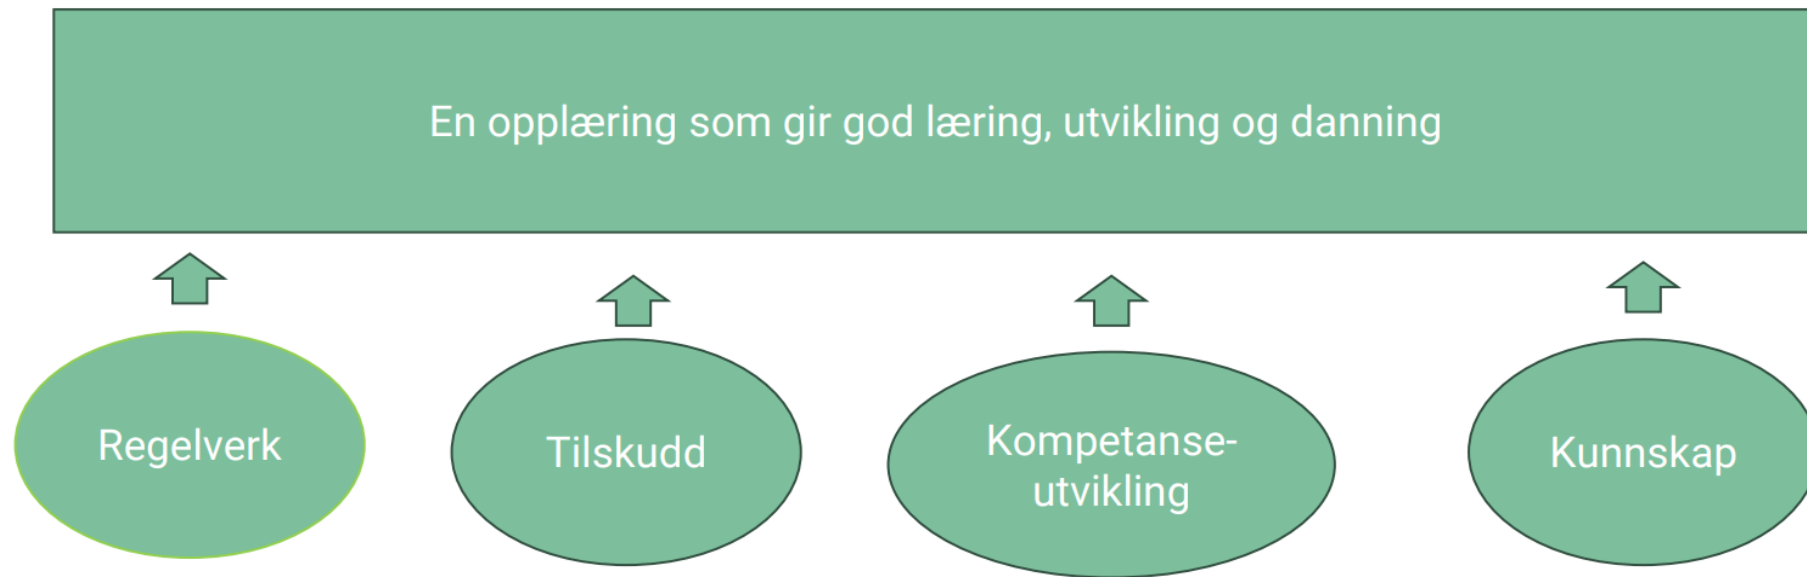 En opplæring som gir god læring, utvikling og danning
Regelverk
Tilskudd
Kompetanse-
utvikling
Kunnskap